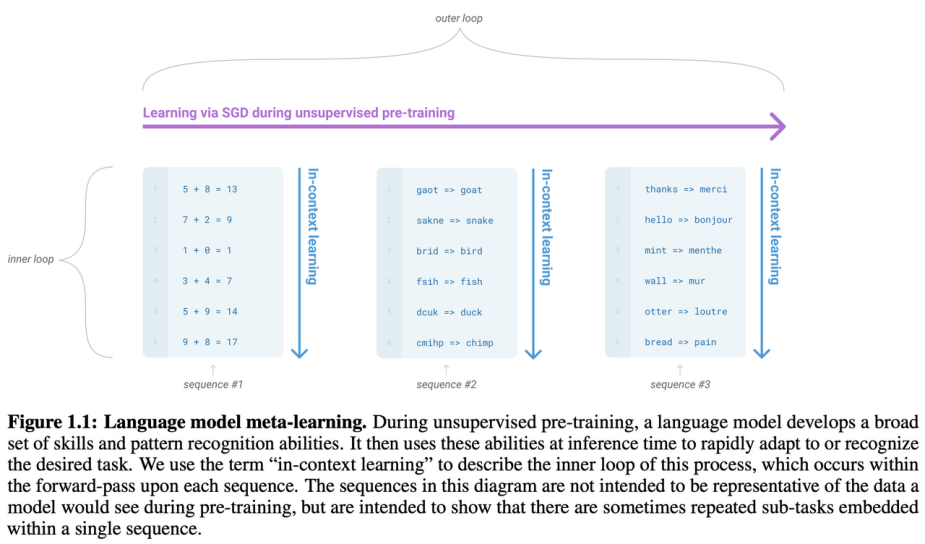 outer loop
Learning via SGD during unsupervised pre-training
inner loop
1 5 + 8 = 13
2 7 + 2 = 9
3 1 + 0 = 1
4 3 + 4 = 7
5 5 + 9 = 14
6 9 + 8 = 17
In-context learning
sequence #1
1 gaot => goat
2 sakne => snake
3 brid => bird
4 fsih => fish
5 dcuk => duck
6 cmihp => chimp
In-context learning
sequence #2
1 thanks => merci
2 hello => bonjour
3 mint => menthe
4 wall => mur
5 otter => loutre
6 bread => pain
In-context learning
sequence #3
Figure 1.1: Language model meta-learning. During unsupervised pre-training, a language model develops a broad
set of skills and pattern recognition abilities. It then uses these abilities at inference time to rapidly adapt to or recognize
the desired task. We use the term “in-context learning” to describe the inner loop of this process, which occurs within
the forward-pass upon each sequence. The sequences in this diagram are not intended to be representative of the data a
model would see during pre-training, but are intended to show that there are sometimes repeated sub-tasks embedded
within a single sequence.